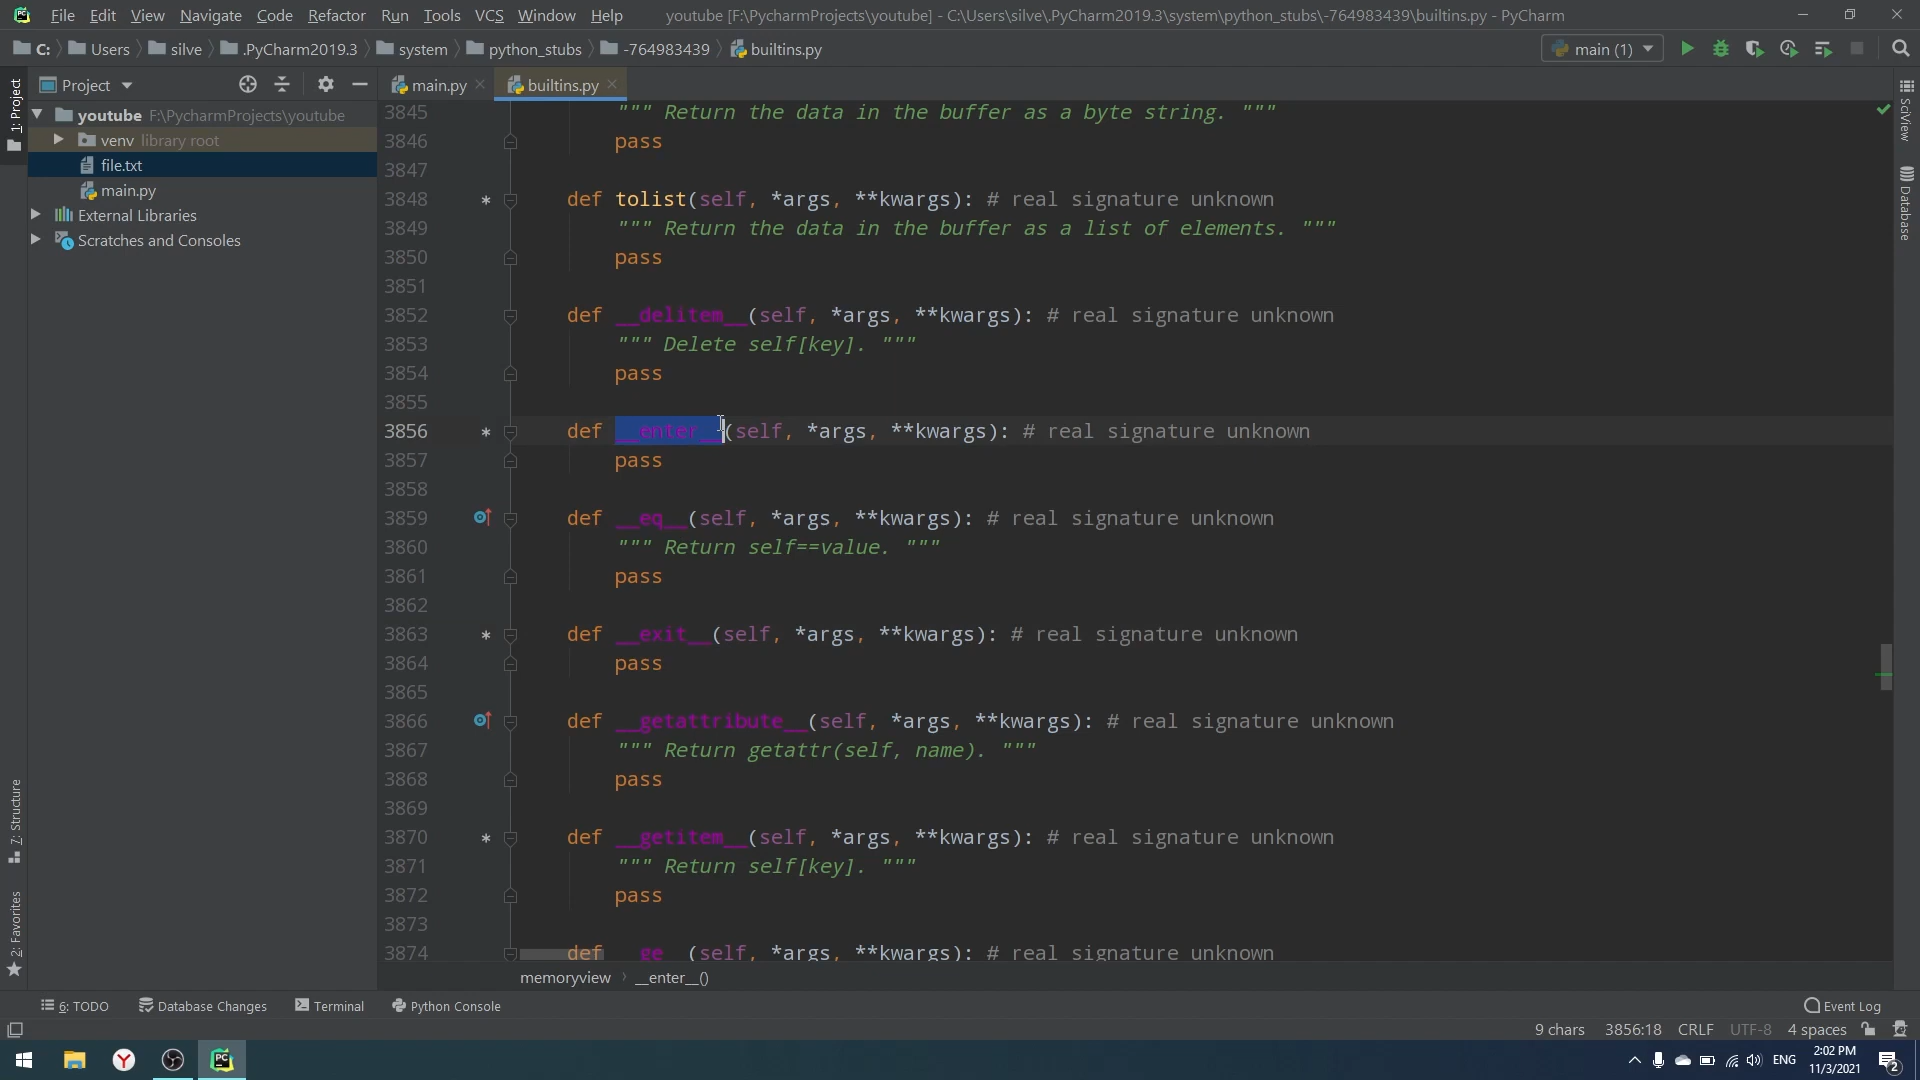 File Edit View Navigate Code Refactor Run Tools VCS Window Help youtube [F:\PycharmProjects\youtube] - C:\Users\silve\.PyCharm2019.3\system\python_stubs\-764983439\builtins.py - PyCharm
C: Users silve .PyCharm2019.3 system python_stubs -764983439 builtins.py main (1)
Project main.py builtins.py
1: Project
youtube F:\PycharmProjects\youtube
venv library root
file.txt
main.py
External Libraries
Scratches and Consoles
7: Structure
2: Favorites
3845 """ Return the data in the buffer as a byte string. """
3846 pass
3847
3848 * def tolist(self, *args, **kwargs): # real signature unknown
3849 """ Return the data in the buffer as a list of elements. """
3850 pass
3851
3852 def __delitem__(self, *args, **kwargs): # real signature unknown
3853 """ Delete self[key]. """
3854 pass
3855
3856 * def __enter__(self, *args, **kwargs): # real signature unknown
3857 pass
3858
3859 def __eq__(self, *args, **kwargs): # real signature unknown
3860 """ Return self==value. """
3861 pass
3862
3863 * def __exit__(self, *args, **kwargs): # real signature unknown
3864 pass
3865
3866 def __getattribute__(self, *args, **kwargs): # real signature unknown
3867 """ Return getattr(self, name). """
3868 pass
3869
3870 * def __getitem__(self, *args, **kwargs): # real signature unknown
3871 """ Return self[key]. """
3872 pass
3873
3874 def __ge__(self, *args, **kwargs): # real signature unknown
SciView
Database
memoryview __enter__()
6: TODO Database Changes Terminal Python Console Event Log
9 chars 3856:18 CRLF UTF-8 4 spaces
ENG 2:02 PM
11/3/2021 2